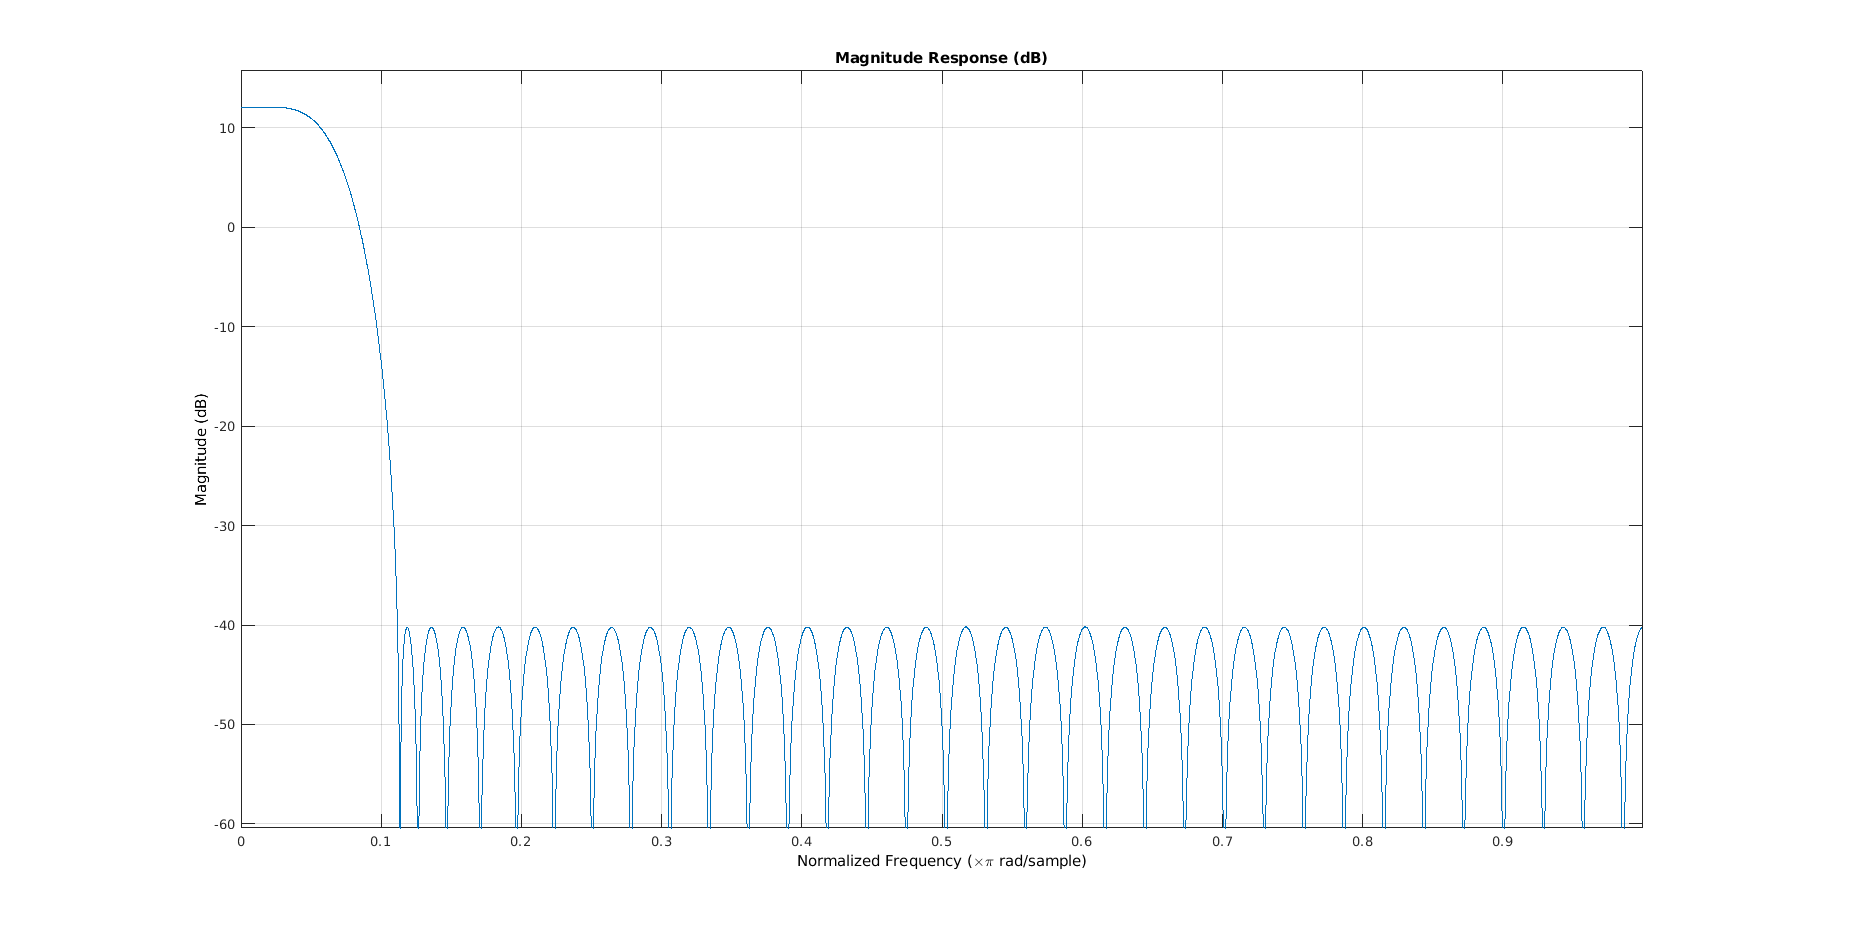 Magnitude Response (dB)
10
0
-10
-20
-30
-40
-50
-60
Magnitude (dB)
0 0.1 0.2 0.3 0.4 0.5 0.6 0.7 0.8 0.9
Normalized Frequency (×π rad/sample)